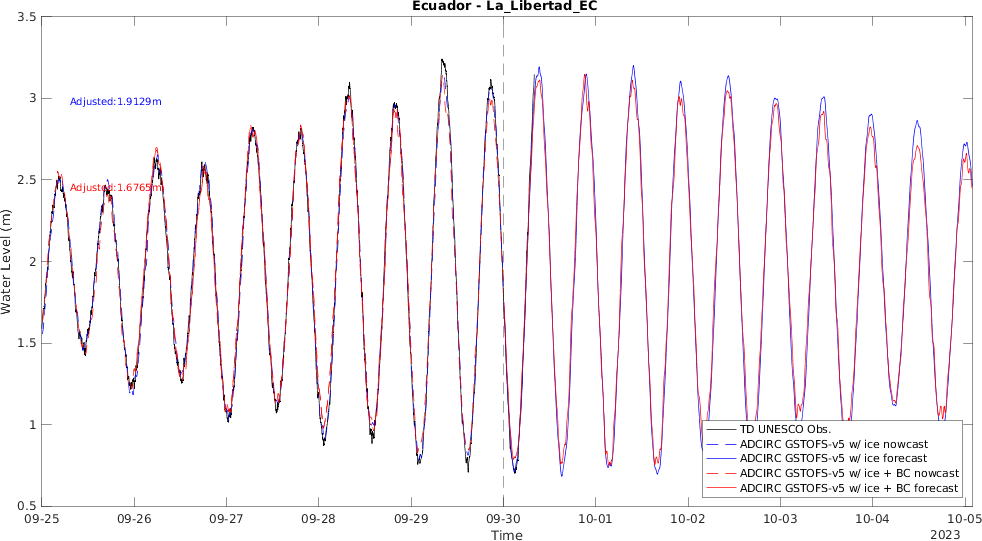 Ecuador - La_Libertad_EC
3.5
3
2.5
2
1.5
1
0.5
Water Level (m)
Adjusted:1.9129m
Adjusted:1.6765m
TD UNESCO Obs.
ADCIRC GSTOFS-v5 w/ ice nowcast
ADCIRC GSTOFS-v5 w/ ice forecast
ADCIRC GSTOFS-v5 w/ ice + BC nowcast
ADCIRC GSTOFS-v5 w/ ice + BC forecast
09-25 09-26 09-27 09-28 09-29 09-30 10-01 10-02 10-03 10-04 10-05
Time
2023